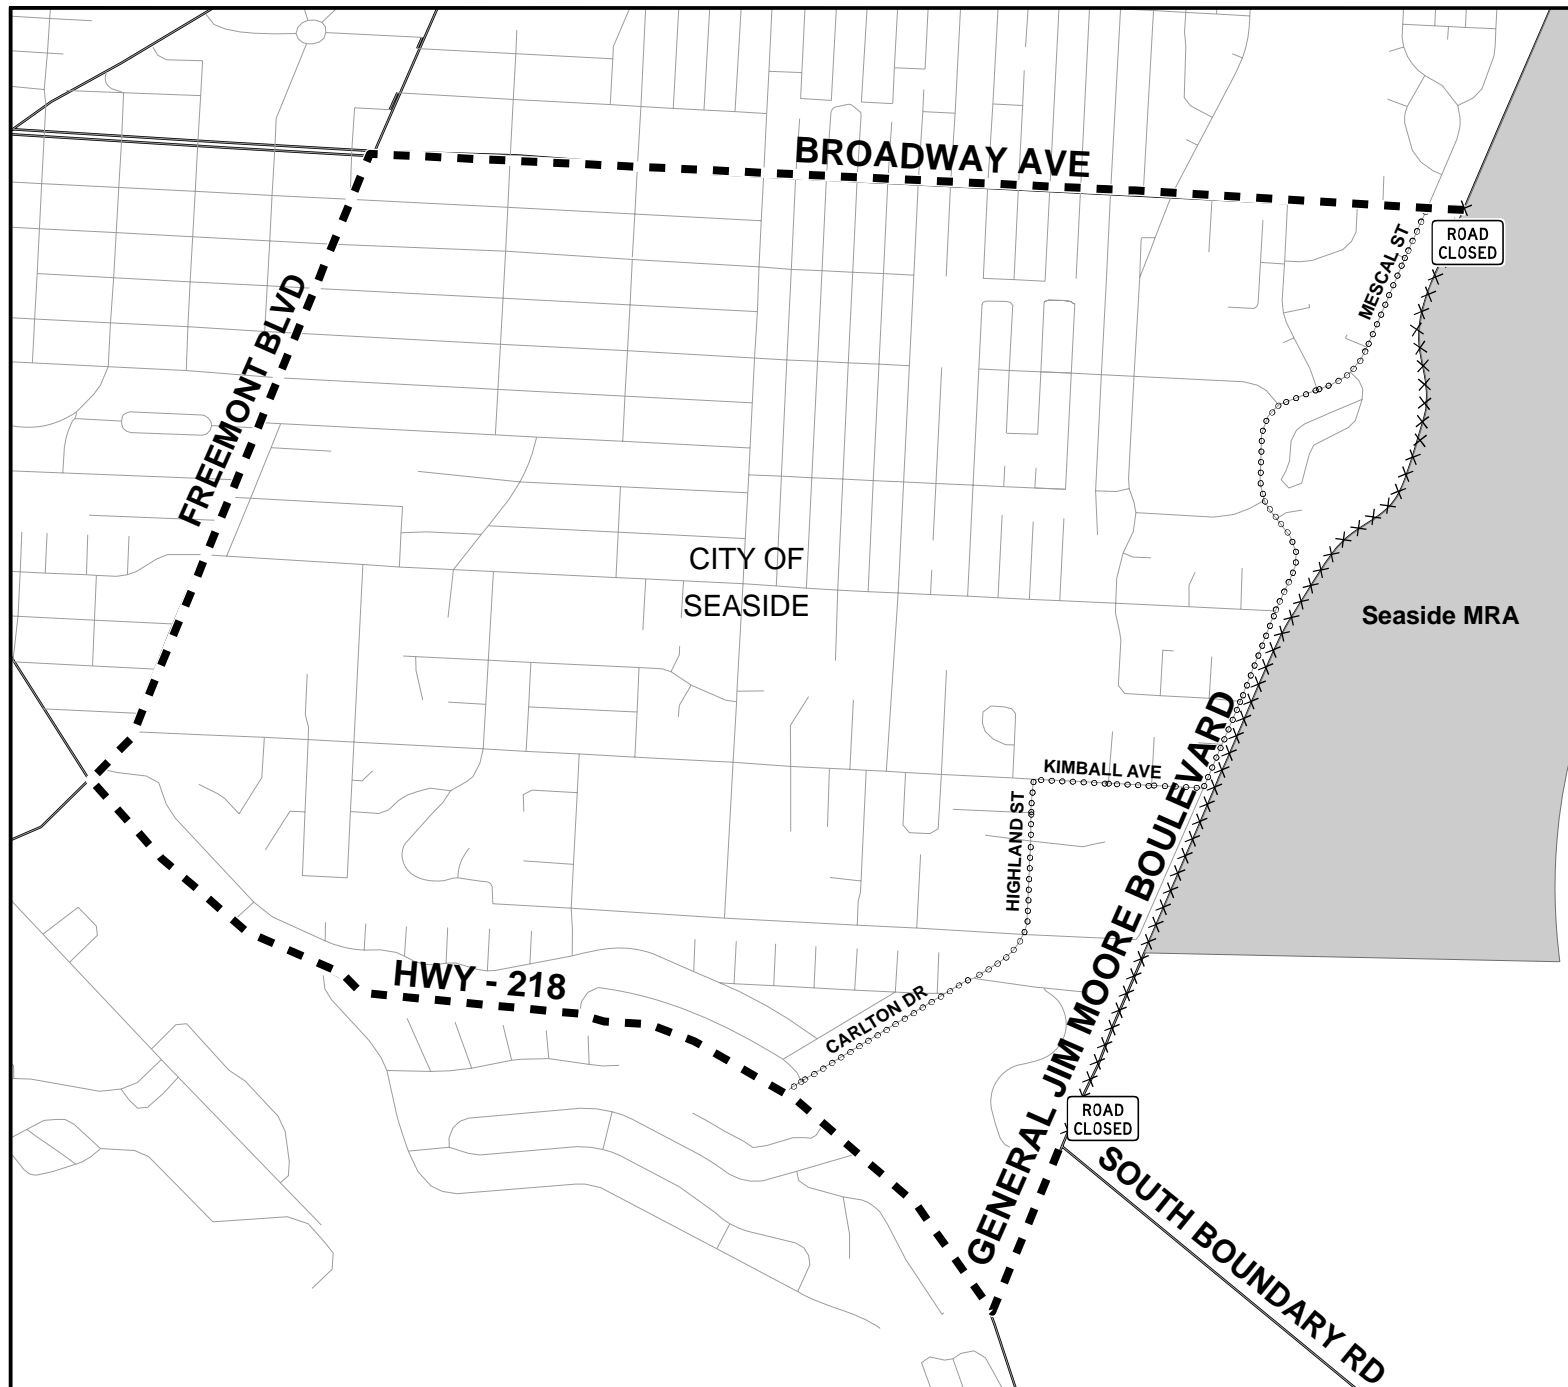 BROADWAY AVE
ROAD
CLOSED
MESCAL ST
FREEMONT BLVD
CITY OF
SEASIDE
Seaside MRA
KIMBALL AVE
HIGHLAND ST
GENERAL JIM MOORE BOULEVARD
HWY - 218
CARLTON DR
ROAD
CLOSED
SOUTH BOUNDARY RD